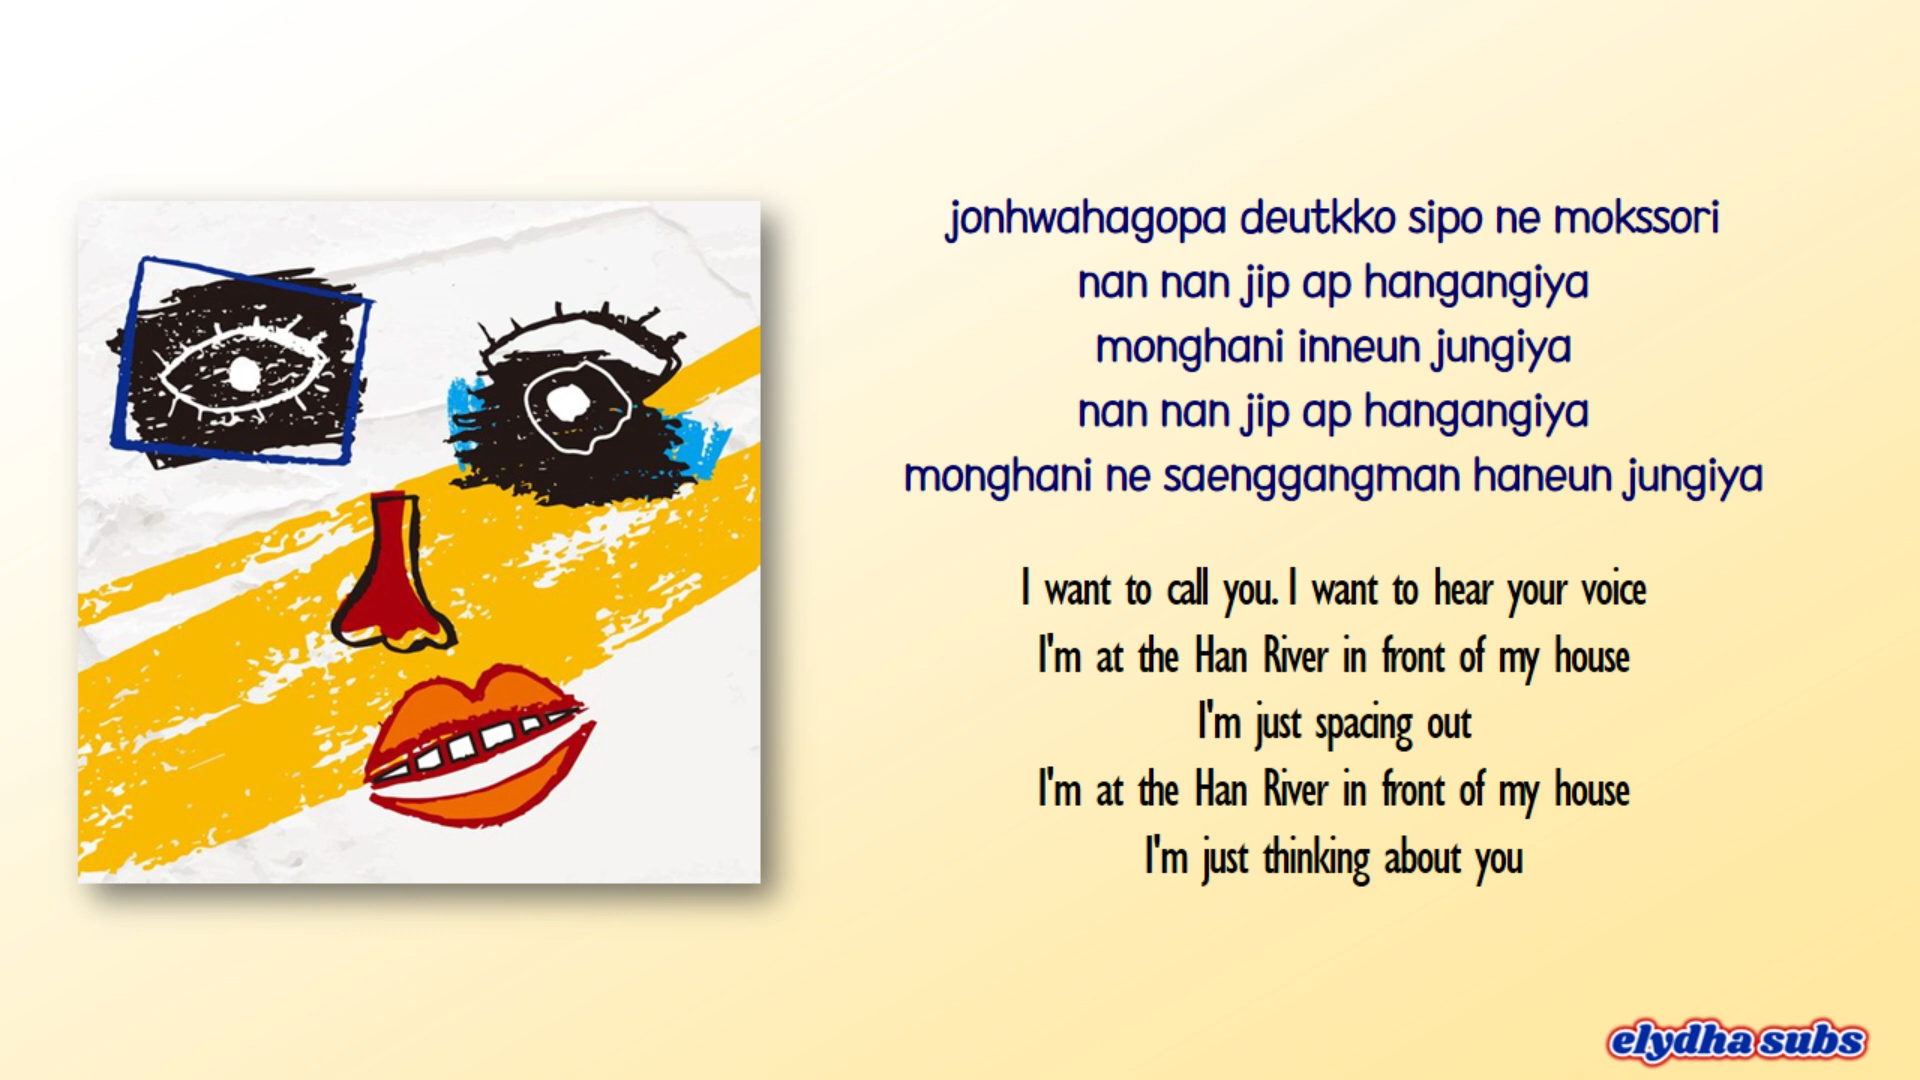 jonhwahagopa deutkko sipo ne mokssori
nan nan jip ap hangangiya
monghani inneun jungiya
nan nan jip ap hangangiya
monghani ne saenggangman haneun jungiya
I want to call you. I want to hear your voice
I'm at the Han River in front of my house
I'm just spacing out
I'm at the Han River in front of my house
I'm just thinking about you
elydha subs